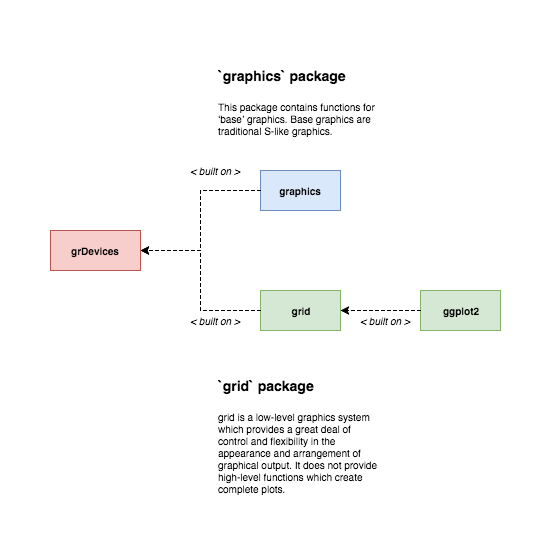 `graphics` package
This package contains functions for
'base' graphics. Base graphics are
traditional S-like graphics.
< built on >
graphics
grDevices
grid
ggplot2
< built on >
< built on >
`grid` package
grid is a low-level graphics system
which provides a great deal of
control and flexibility in the
appearance and arrangement of
graphical output. It does not provide
high-level functions which create
complete plots.